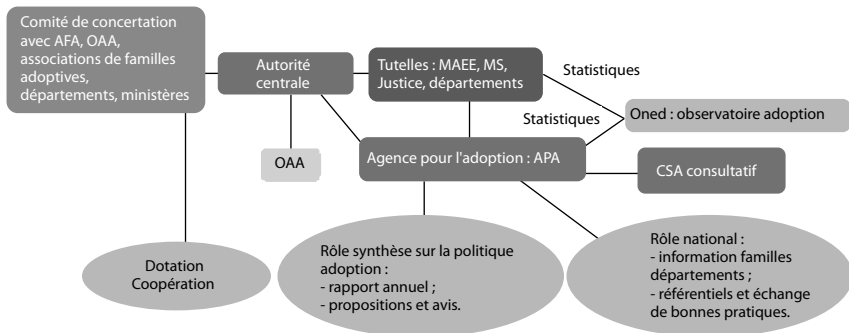 Comité de concertation
avec AFA, OAA,
associations de familles
adoptives,
départements, ministères
Autorité
centrale
Tutelles : MAEE, MS,
Justice, départements
Statistiques
Statistiques
Oned : observatoire adoption
OAA
Agence pour l'adoption : APA
CSA consultatif
Dotation
Coopération
Rôle synthèse sur la politique
adoption :
- rapport annuel ;
- propositions et avis.
Rôle national :
- information familles
départements ;
- référentiels et échange
de bonnes pratiques.